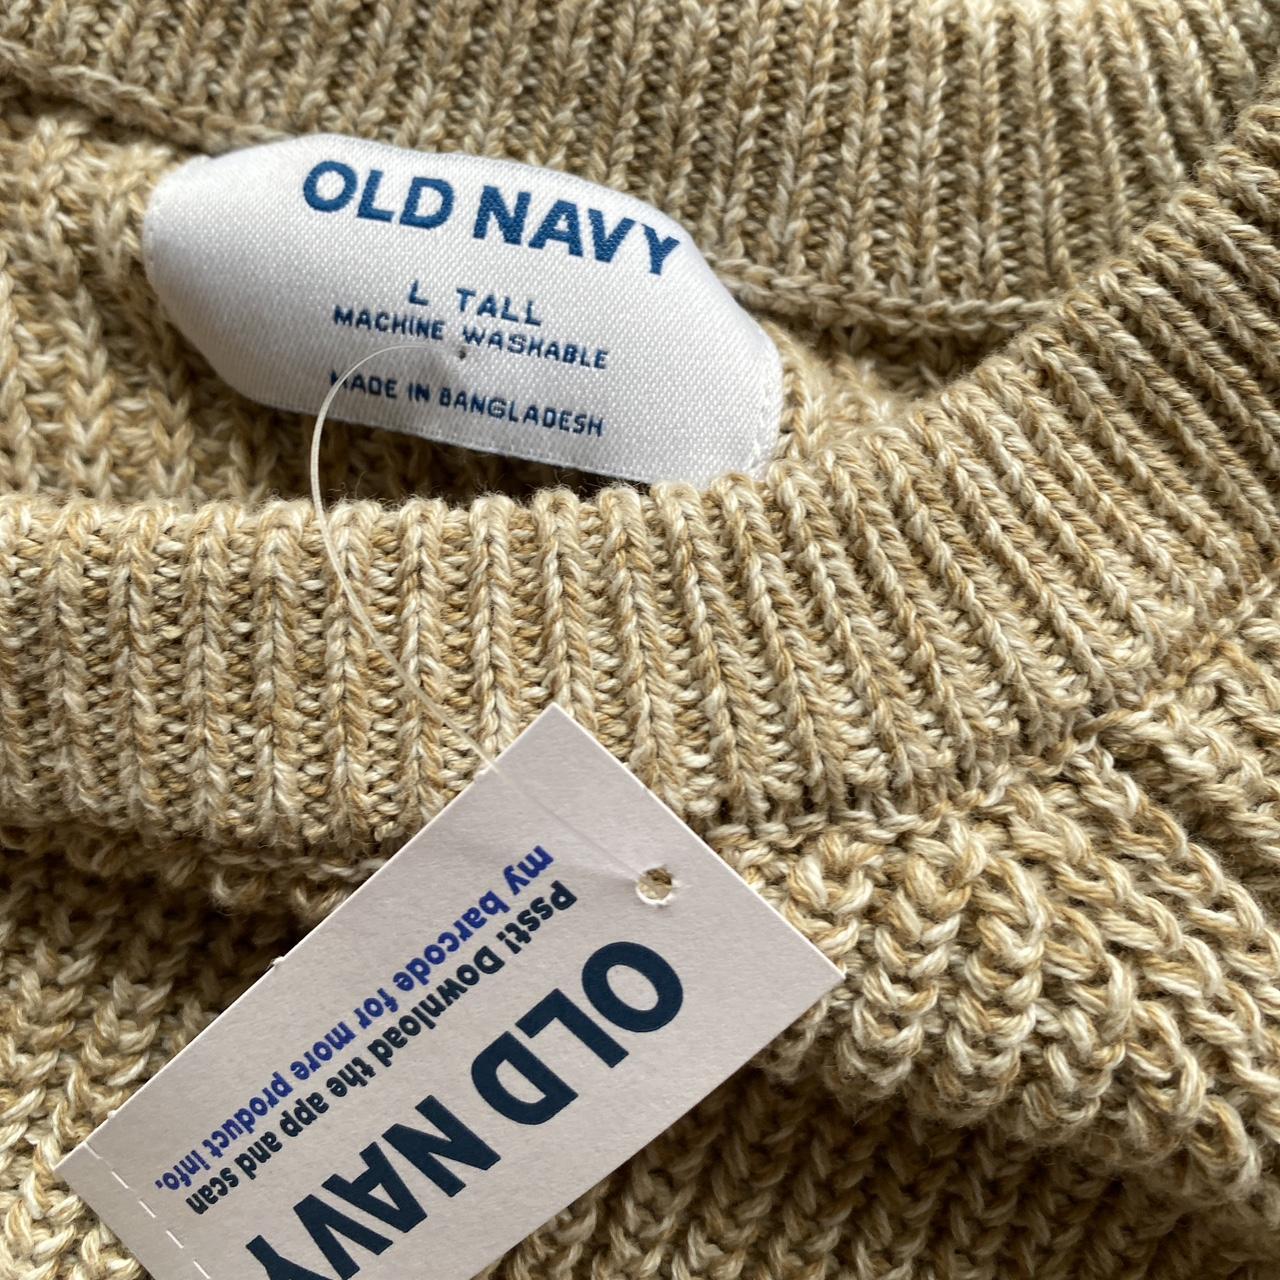 OLD NAVY
L TALL
MACHINE WASHABLE
MADE IN BANGLADESH
OLD NAVY
Psst! Download the app and scan
my barcode for more product info.